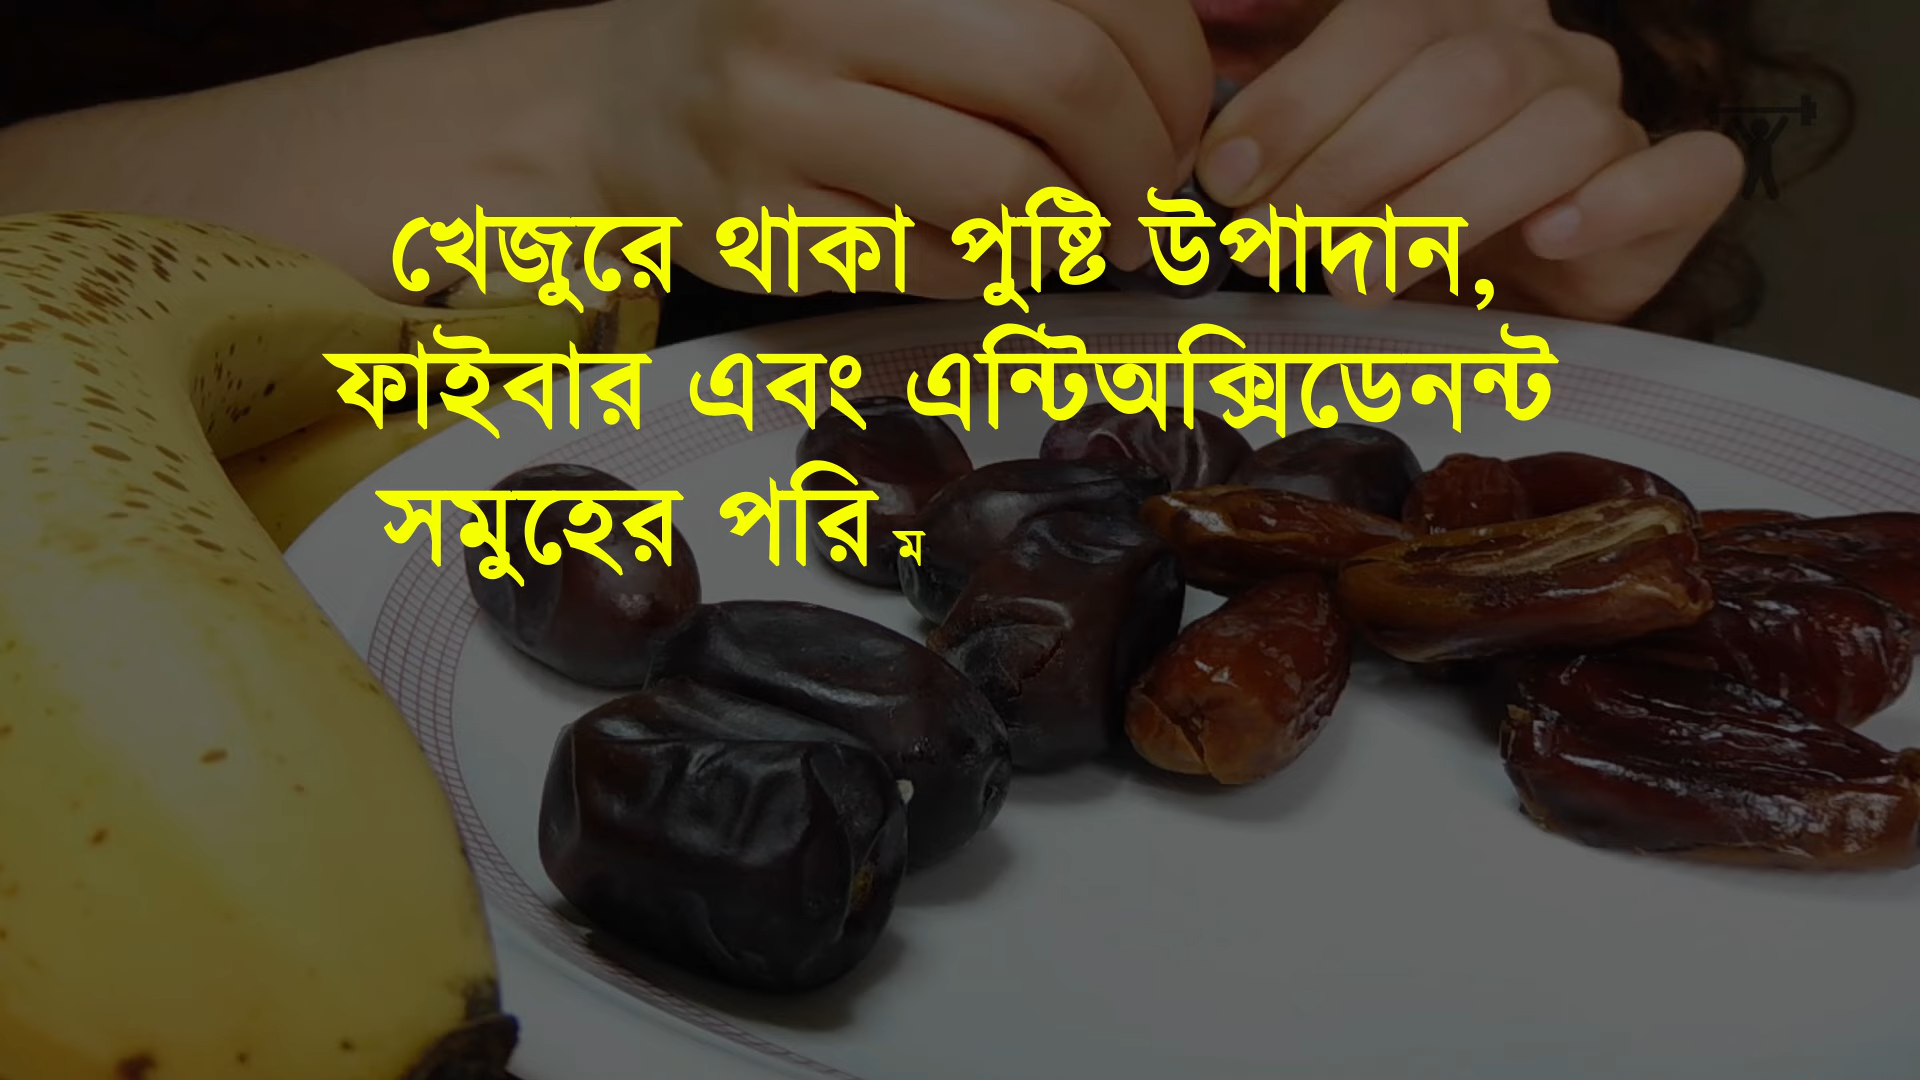 খেজুরে থাকা পুষ্টি উপাদান,
ফাইবার এবং এন্টিঅক্সিডেনন্ট
সমুহের পরিম